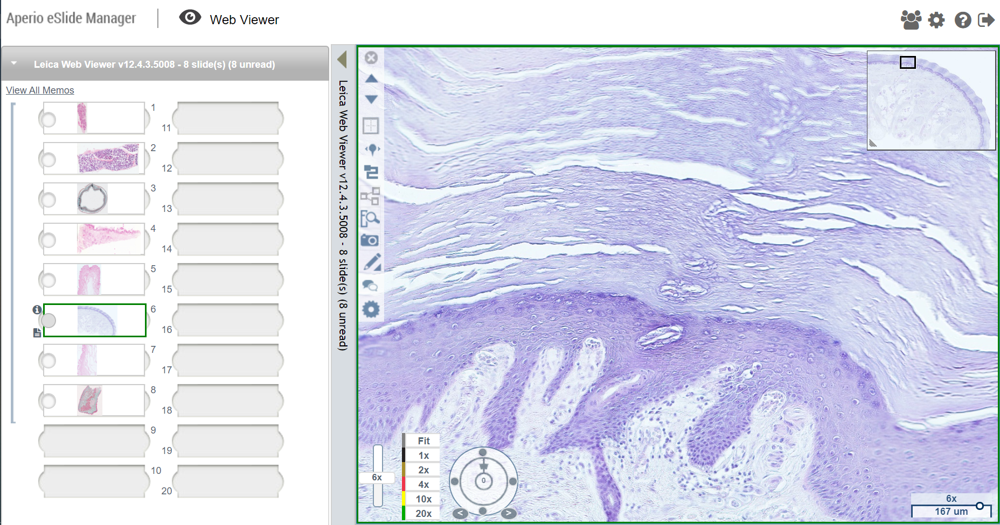 Aperio eSlide Manager
Web Viewer
Leica Web Viewer v12.4.3.5008 - 8 slide(s) (8 unread)
View All Memos
1
11
2
12
3
13
4
14
5
15
6
16
7
17
8
18
9
19
10
20
Leica Web Viewer v12.4.3.5008 - 8 slide(s) (8 unread)
6x
Fit
1x
2x
4x
10x
20x
0
<
>
6x
167 um